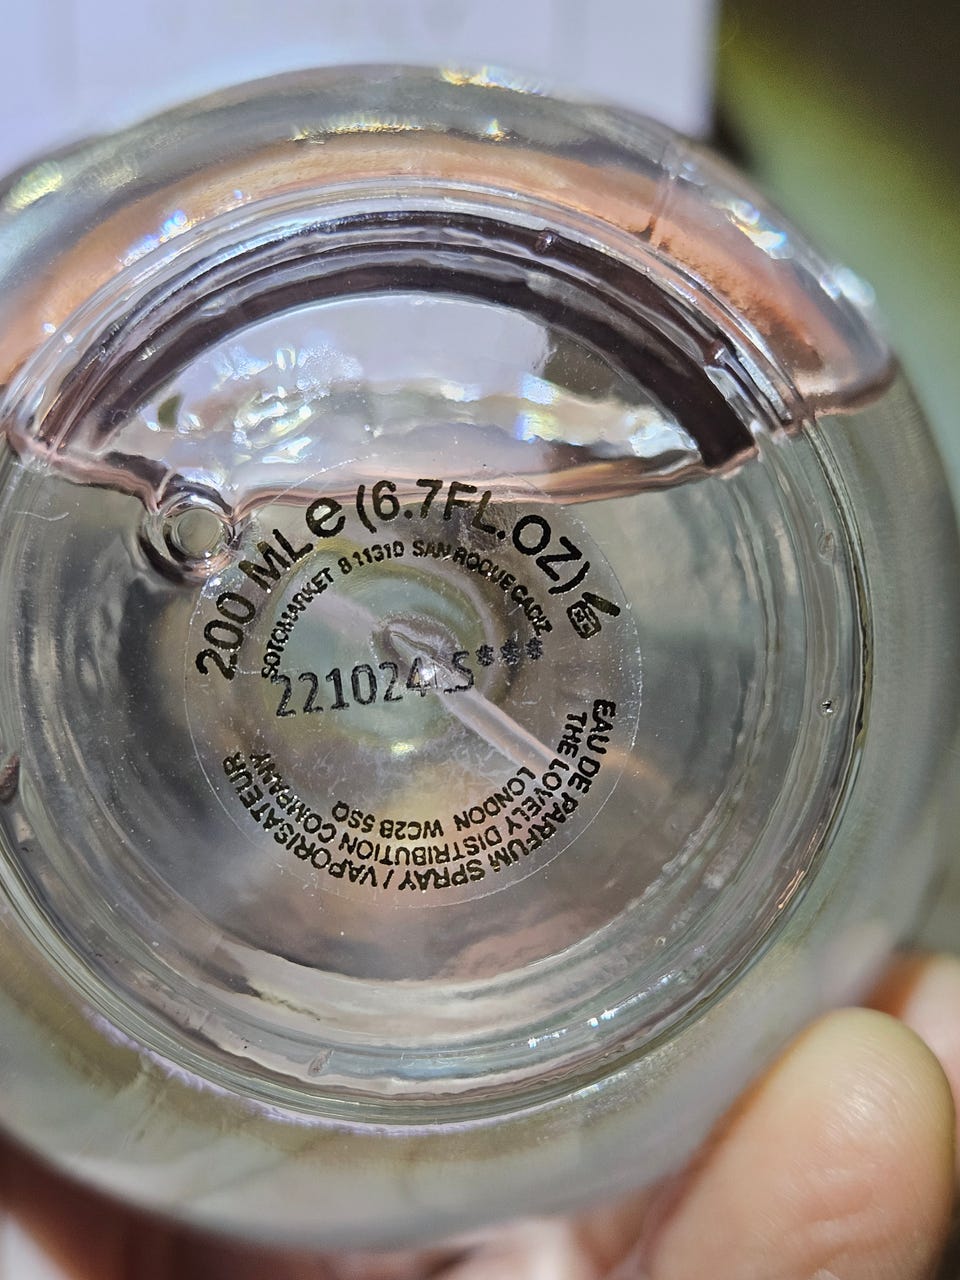 200 ML e (6.7FL.OZ)
SOTOMARKET 8 11310 SAN ROQUE CADIZ
221024 S***
EAU DE PARFUM SPRAY / VAPORISATEUR
THE LOVELY DISTRIBUTION COMPANY
LONDON WC2B 5SQ